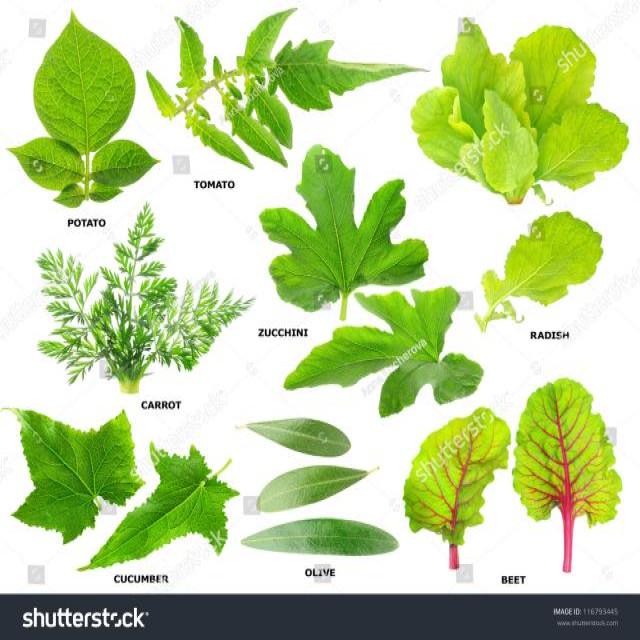 POTATO
TOMATO
ZUCCHINI
RADISH
CARROT
CUCUMBER
OLIVE
BEET
shutterstock
IMAGE ID: 116793445
www.shutterstock.com